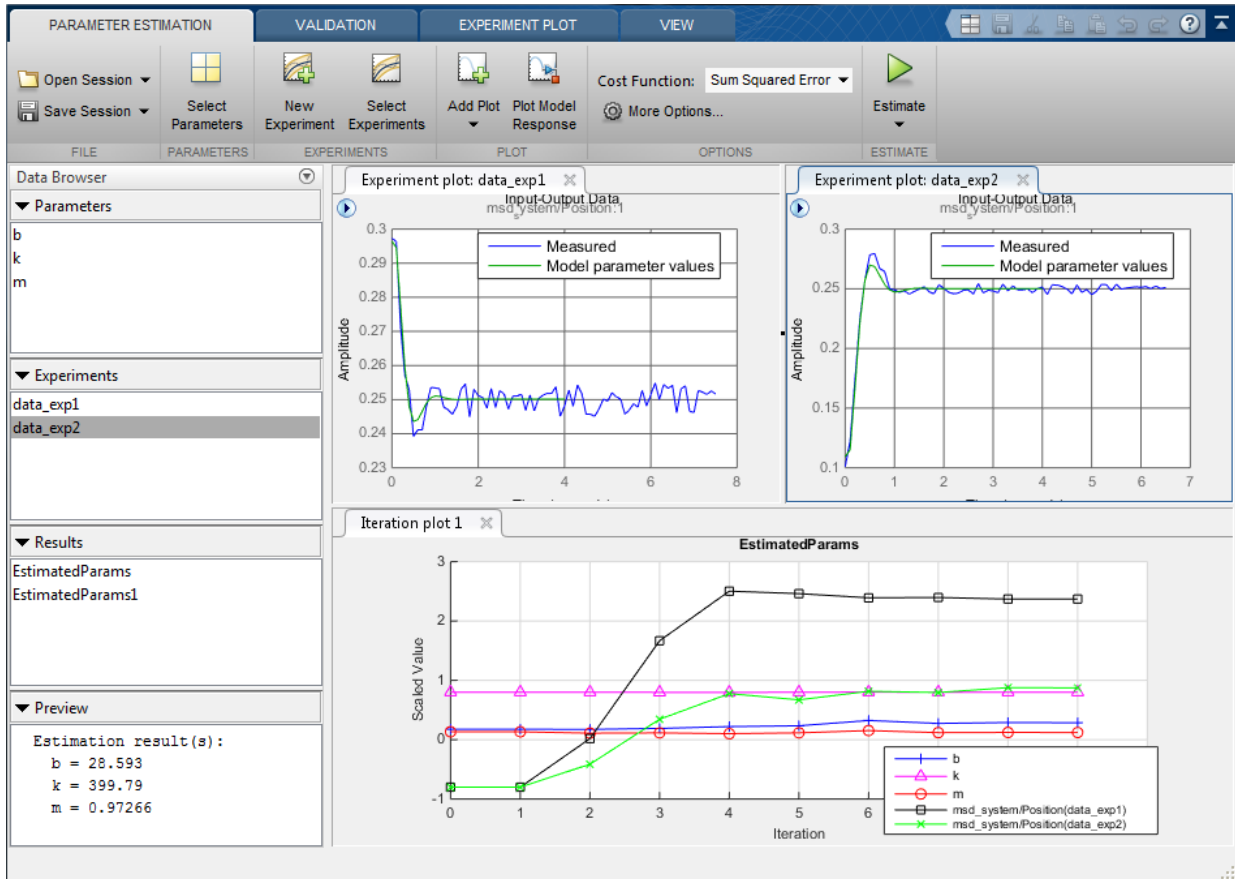 PARAMETER ESTIMATION VALIDATION EXPERIMENT PLOT VIEW
Open Session
Save Session
Select Parameters
New Experiment
Select Experiments
Add Plot
Plot Model Response
Cost Function: Sum Squared Error
More Options...
Estimate
FILE PARAMETERS EXPERIMENTS PLOT OPTIONS ESTIMATE
Data Browser
Parameters
b
k
m
Experiments
data_exp1
data_exp2
Results
EstimatedParams
EstimatedParams1
Preview
Estimation result(s):
b = 28.593
k = 399.79
m = 0.97266
Experiment plot: data_exp1
Input-Output Data
msd_system/Position:1
Measured
Model parameter values
Amplitude
0.3
0.29
0.28
0.27
0.26
0.25
0.24
0.23
0 2 4 6 8
Experiment plot: data_exp2
Input-Output Data
msd_system/Position:1
Measured
Model parameter values
Amplitude
0.3
0.25
0.2
0.15
0.1
0 1 2 3 4 5 6 7
Iteration plot 1
EstimatedParams
Scaled Value
3
2
1
0
-1
0 1 2 3 4 5 6
Iteration
b
k
m
msd_system/Position(data_exp1)
msd_system/Position(data_exp2)